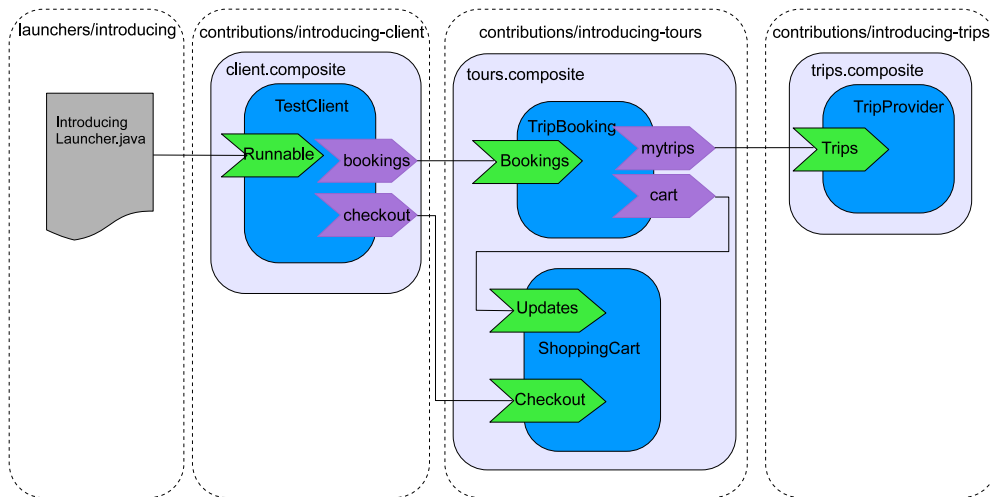 launchers/introducing
contributions/introducing-client
contributions/introducing-tours
contributions/introducing-trips
client.composite
tours.composite
trips.composite
TestClient
TripBooking
TripProvider
Introducing
Launcher.java
Runnable
bookings
checkout
Bookings
mytrips
cart
Trips
Updates
ShoppingCart
Checkout